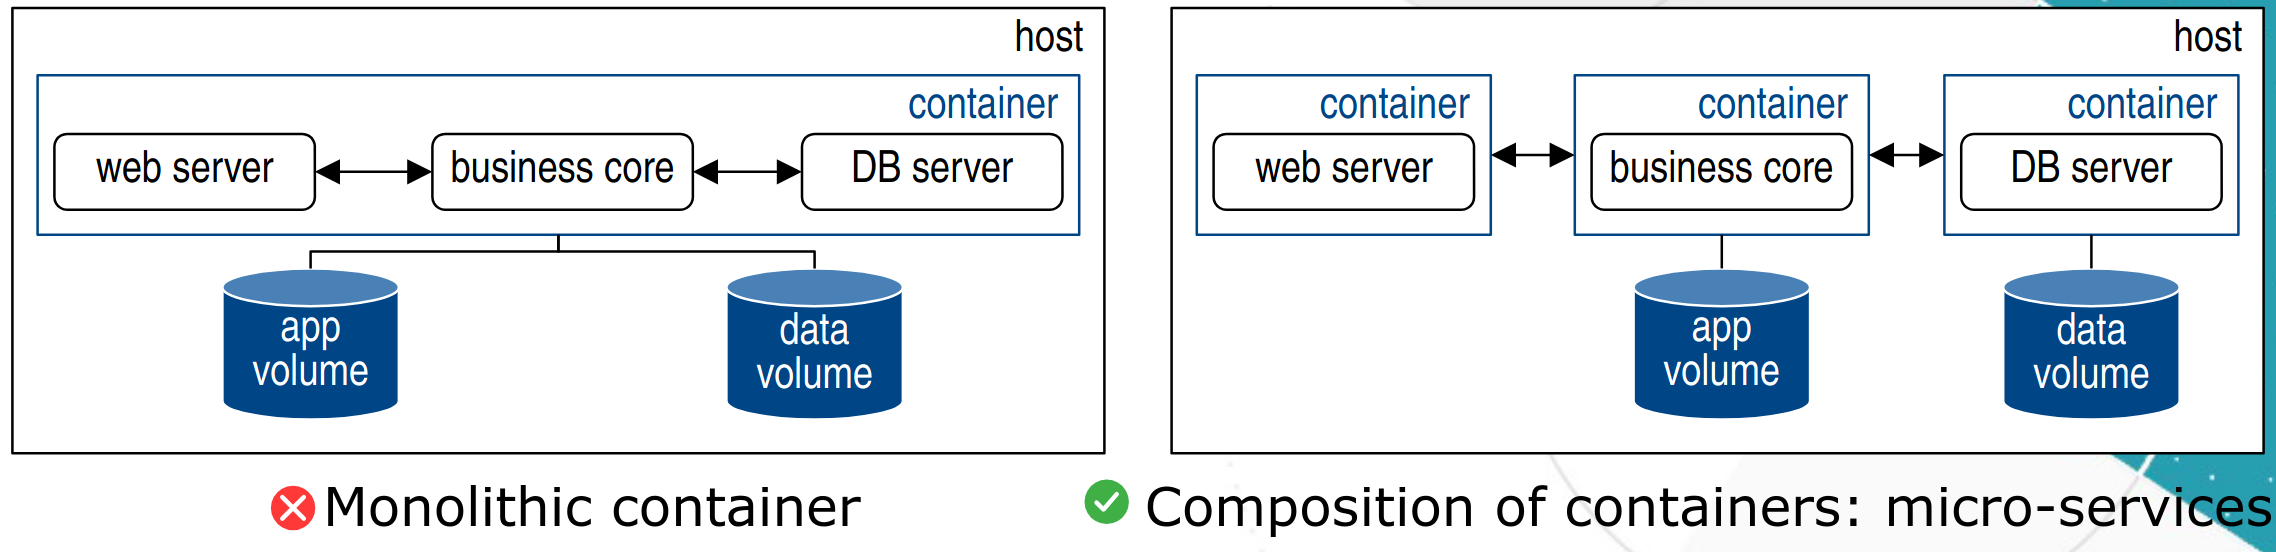 host
container
web server
business core
DB server
app
volume
data
volume
Monolithic container
host
container
container
container
web server
business core
DB server
app
volume
data
volume
Composition of containers: micro-services